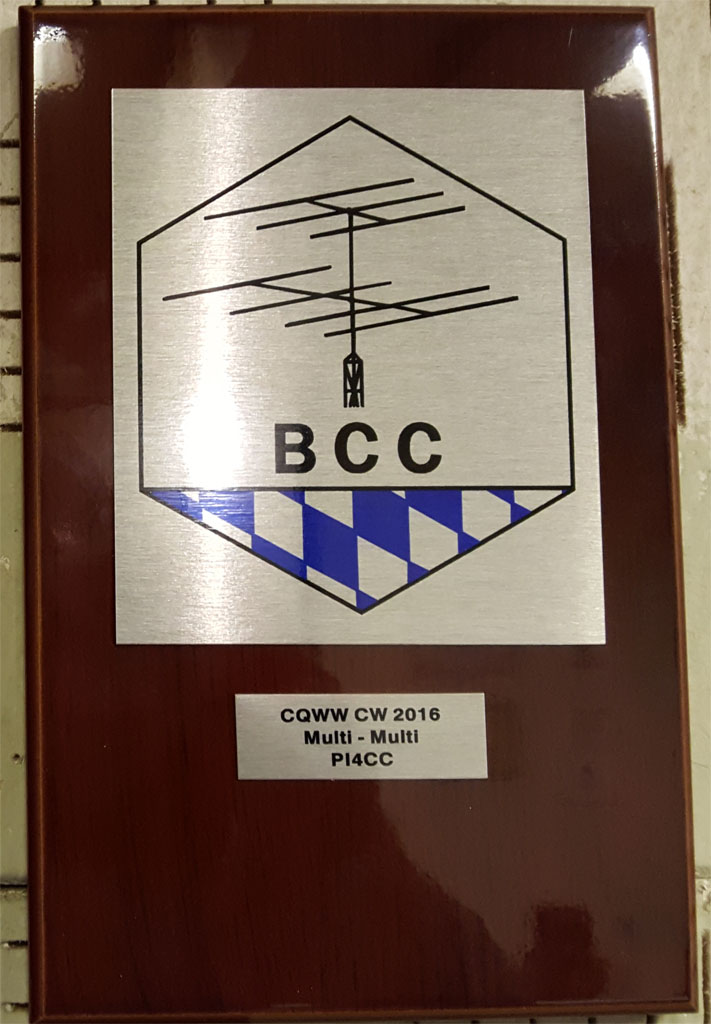 BCC
CQWW CW 2016
Multi - Multi
PI4CC